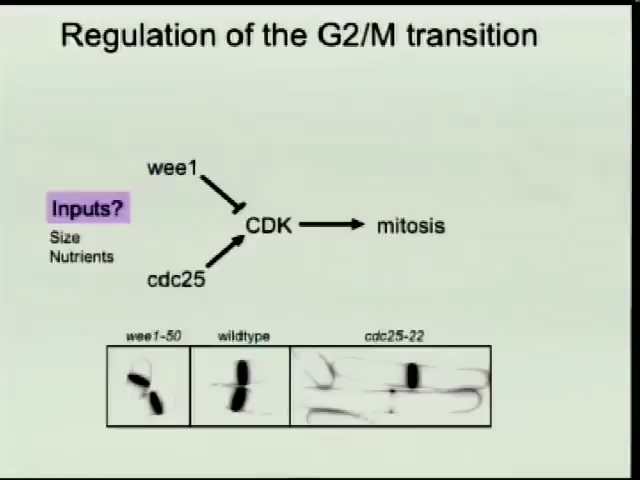 Regulation of the G2/M transition
wee1
Inputs?
Size
Nutrients
CDK
mitosis
cdc25
wee1-50
wildtype
cdc25-22